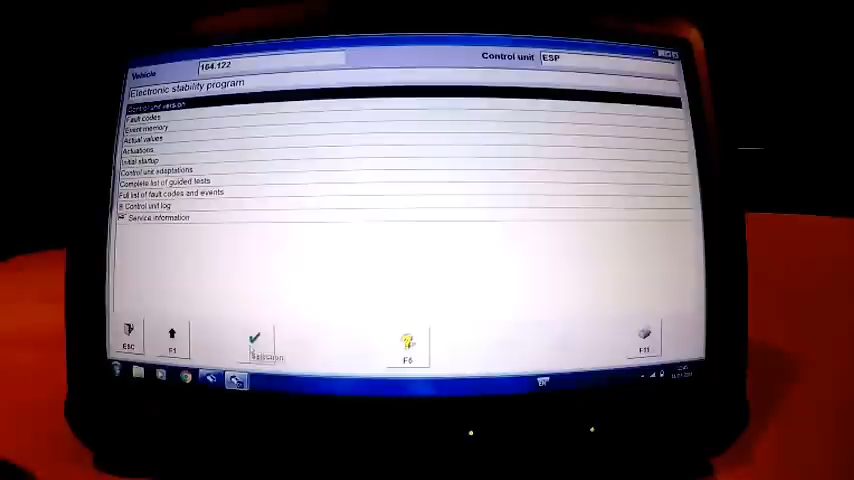 Vehicle 164.122 Control unit ESP
Electronic stability program
Control unit version
Fault codes
Event memory
Actual values
Actuations
Initial startup
Control unit adaptations
Complete list of guided tests
Full list of fault codes and events
Control unit log
Service information
ESC F1 F6 F11
EN